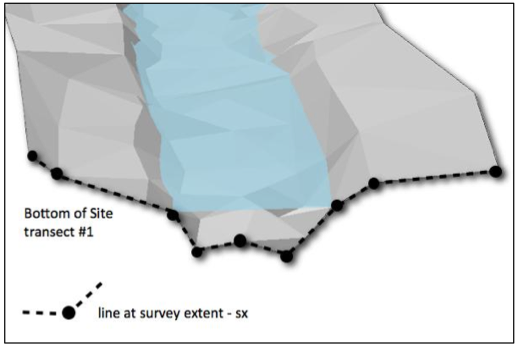 Bottom of Site
transect #1
line at survey extent - sx